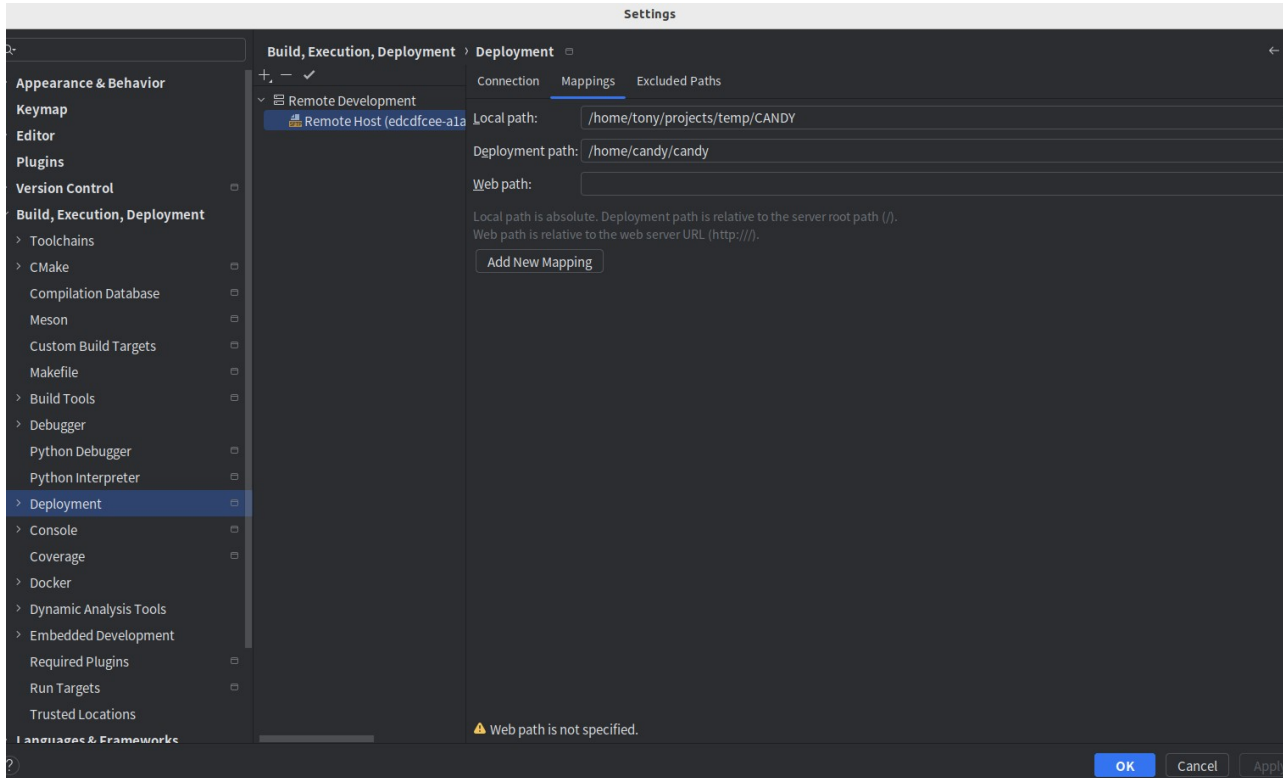 Settings
Appearance & Behavior
Keymap
Editor
Plugins
Version Control
Build, Execution, Deployment
Toolchains
CMake
Compilation Database
Meson
Custom Build Targets
Makefile
Build Tools
Debugger
Python Debugger
Python Interpreter
Deployment
Console
Coverage
Docker
Dynamic Analysis Tools
Embedded Development
Required Plugins
Run Targets
Trusted Locations
Languages & Frameworks
?
Build, Execution, Deployment › Deployment
Remote Development
Remote Host (edcdfcee-a1a
Connection Mappings Excluded Paths
Local path: /home/tony/projects/temp/CANDY
Deployment path: /home/candy/candy
Web path:
Local path is absolute. Deployment path is relative to the server root path (/).
Web path is relative to the web server URL (http:///).
Add New Mapping
Web path is not specified.
OK Cancel Apply